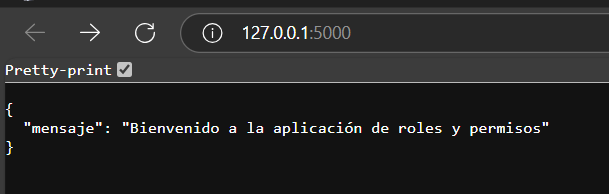 127.0.0.1:5000
Pretty-print
{
"mensaje": "Bienvenido a la aplicación de roles y permisos"
}